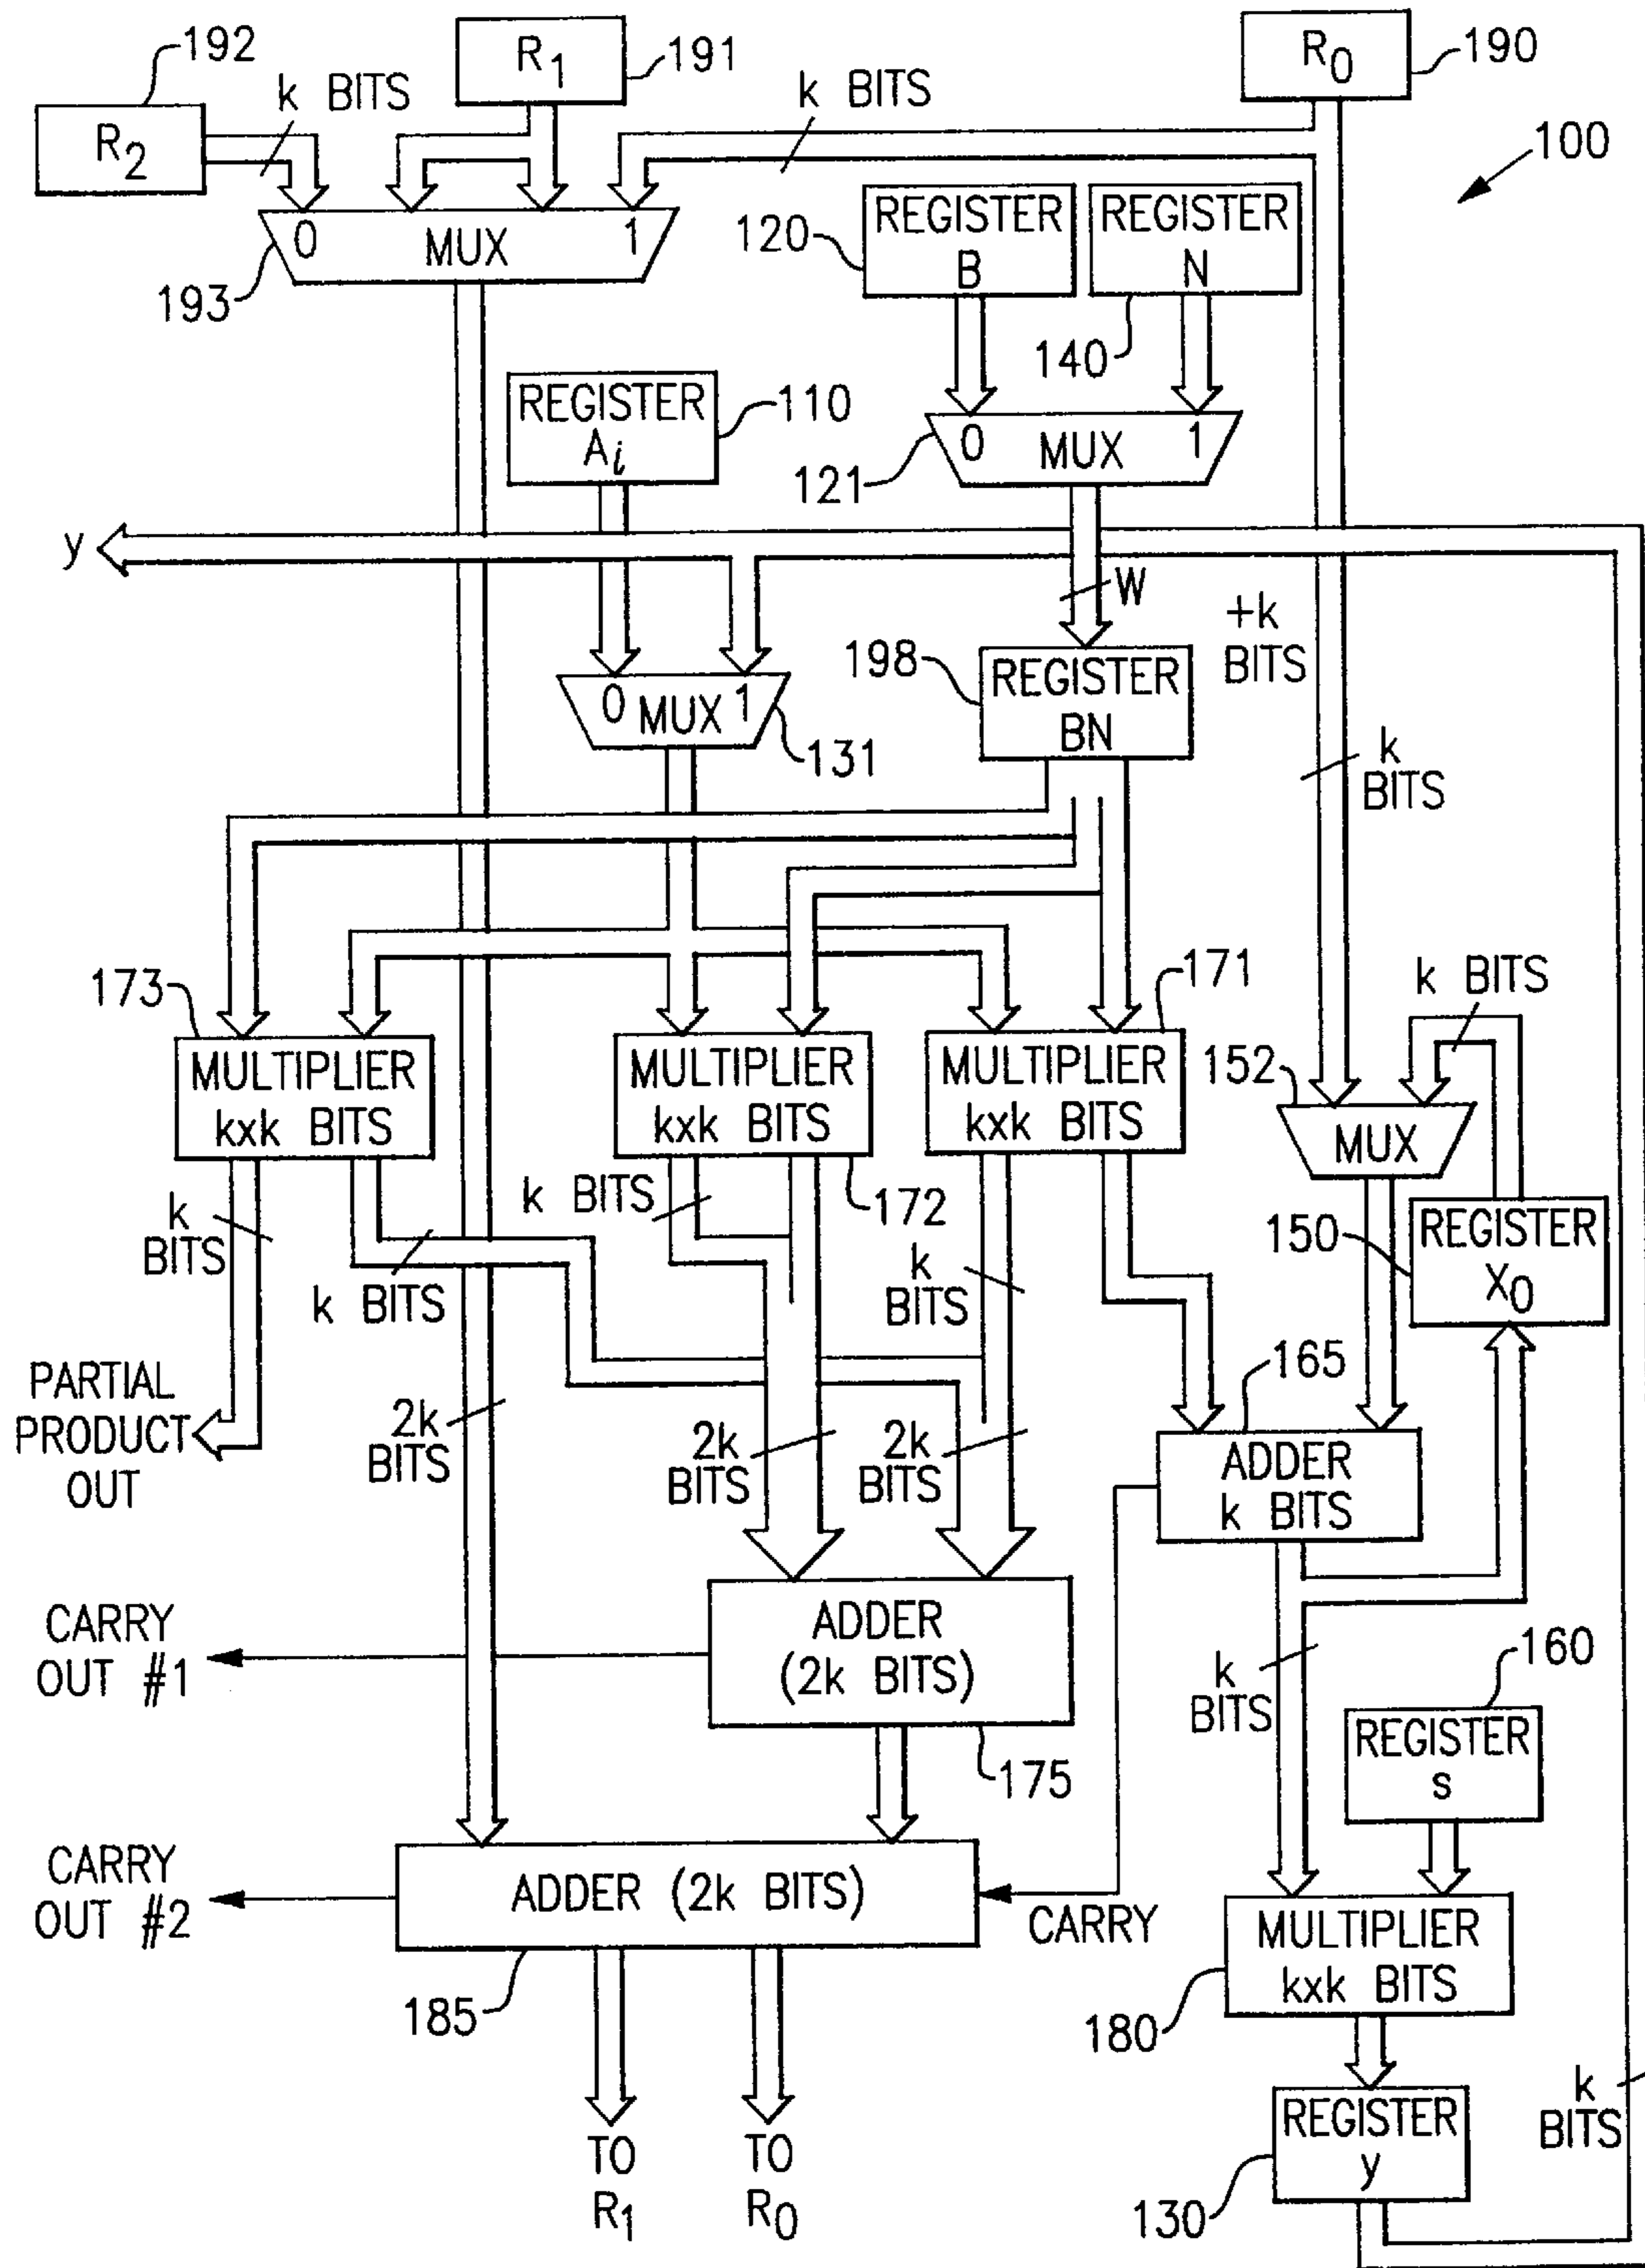 192
R1
191
R0
190
k BITS
k BITS
R2
100
0 MUX 1
193
120
REGISTER
B
REGISTER
N
140
REGISTER
Ai
110
0 MUX 1
121
y
W
+k
BITS
198
REGISTER
BN
0 MUX 1
131
k
BITS
173
171
k BITS
MULTIPLIER
kxk BITS
MULTIPLIER
kxk BITS
MULTIPLIER
kxk BITS
152
MUX
k
BITS
k BITS
172
k BITS
k
BITS
150
REGISTER
X0
PARTIAL
PRODUCT
OUT
2k
BITS
2k
BITS
2k
BITS
165
ADDER
k BITS
CARRY
OUT #1
ADDER
(2k BITS)
175
k
BITS
160
REGISTER
s
CARRY
OUT #2
ADDER (2k BITS)
CARRY
185
MULTIPLIER
kxk BITS
180
TO
R1
TO
R0
REGISTER
y
130
k
BITS